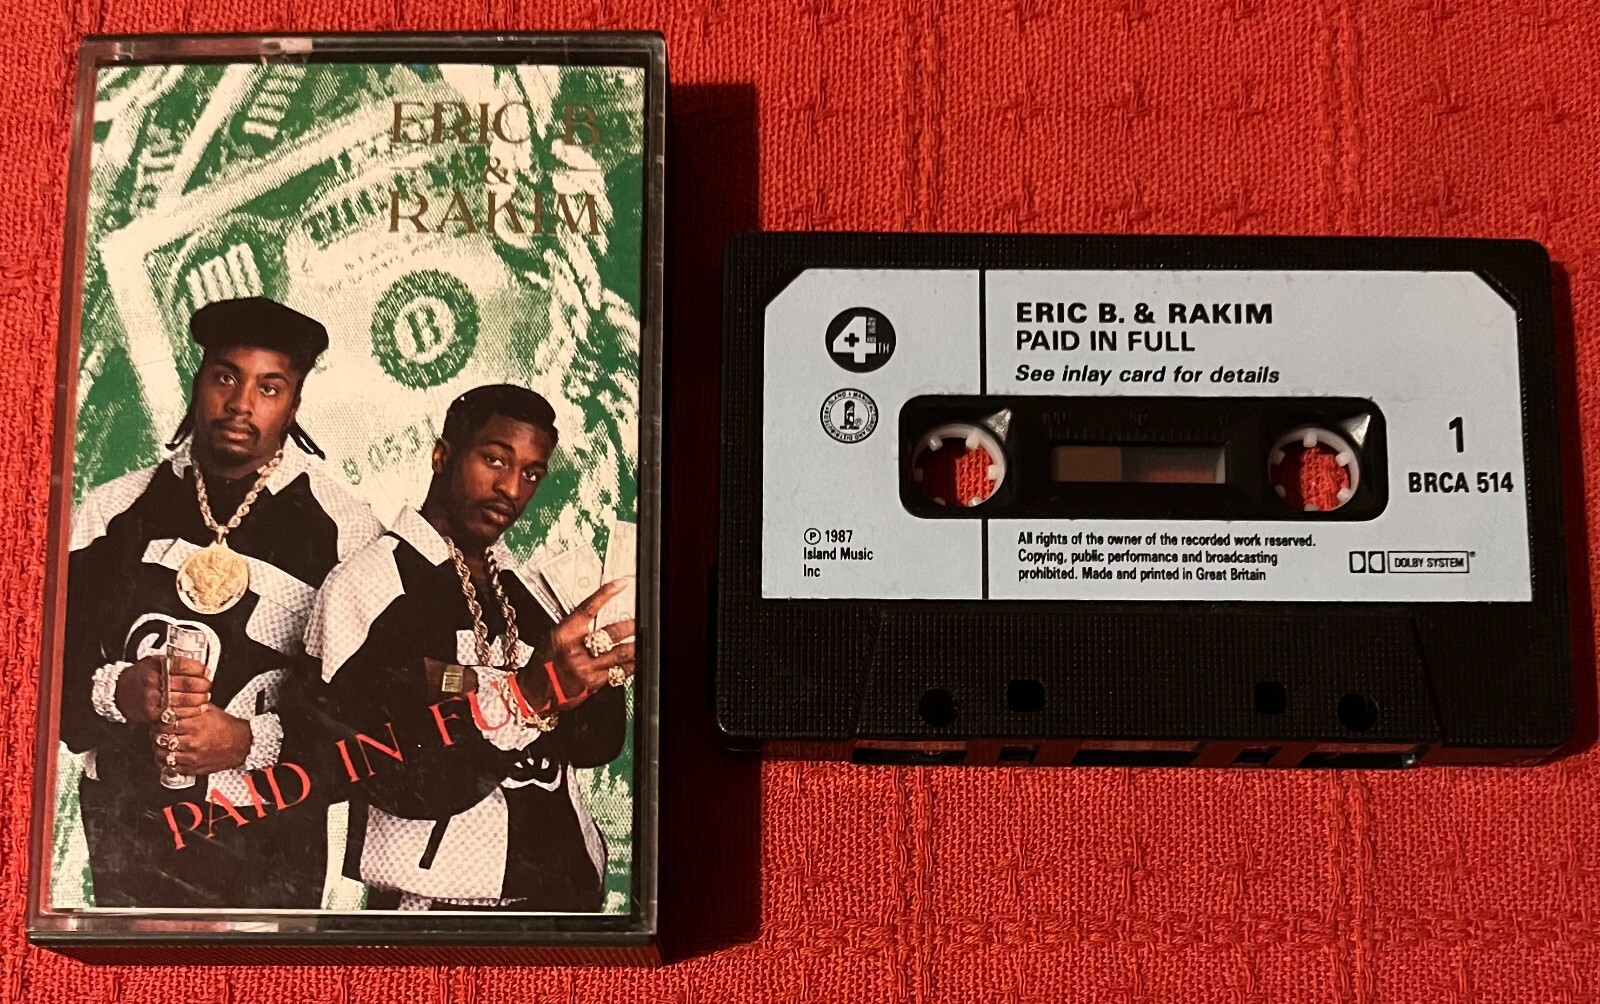 ERIC B
&
RAKIM
100
B
PAID IN FULL
4TH
+
ERIC B. & RAKIM
PAID IN FULL
See inlay card for details
1
BRCA 514
Ⓟ 1987
Island Music
Inc
All rights of the owner of the recorded work reserved.
Copying, public performance and broadcasting
prohibited. Made and printed in Great Britain
DOLBY SYSTEM®